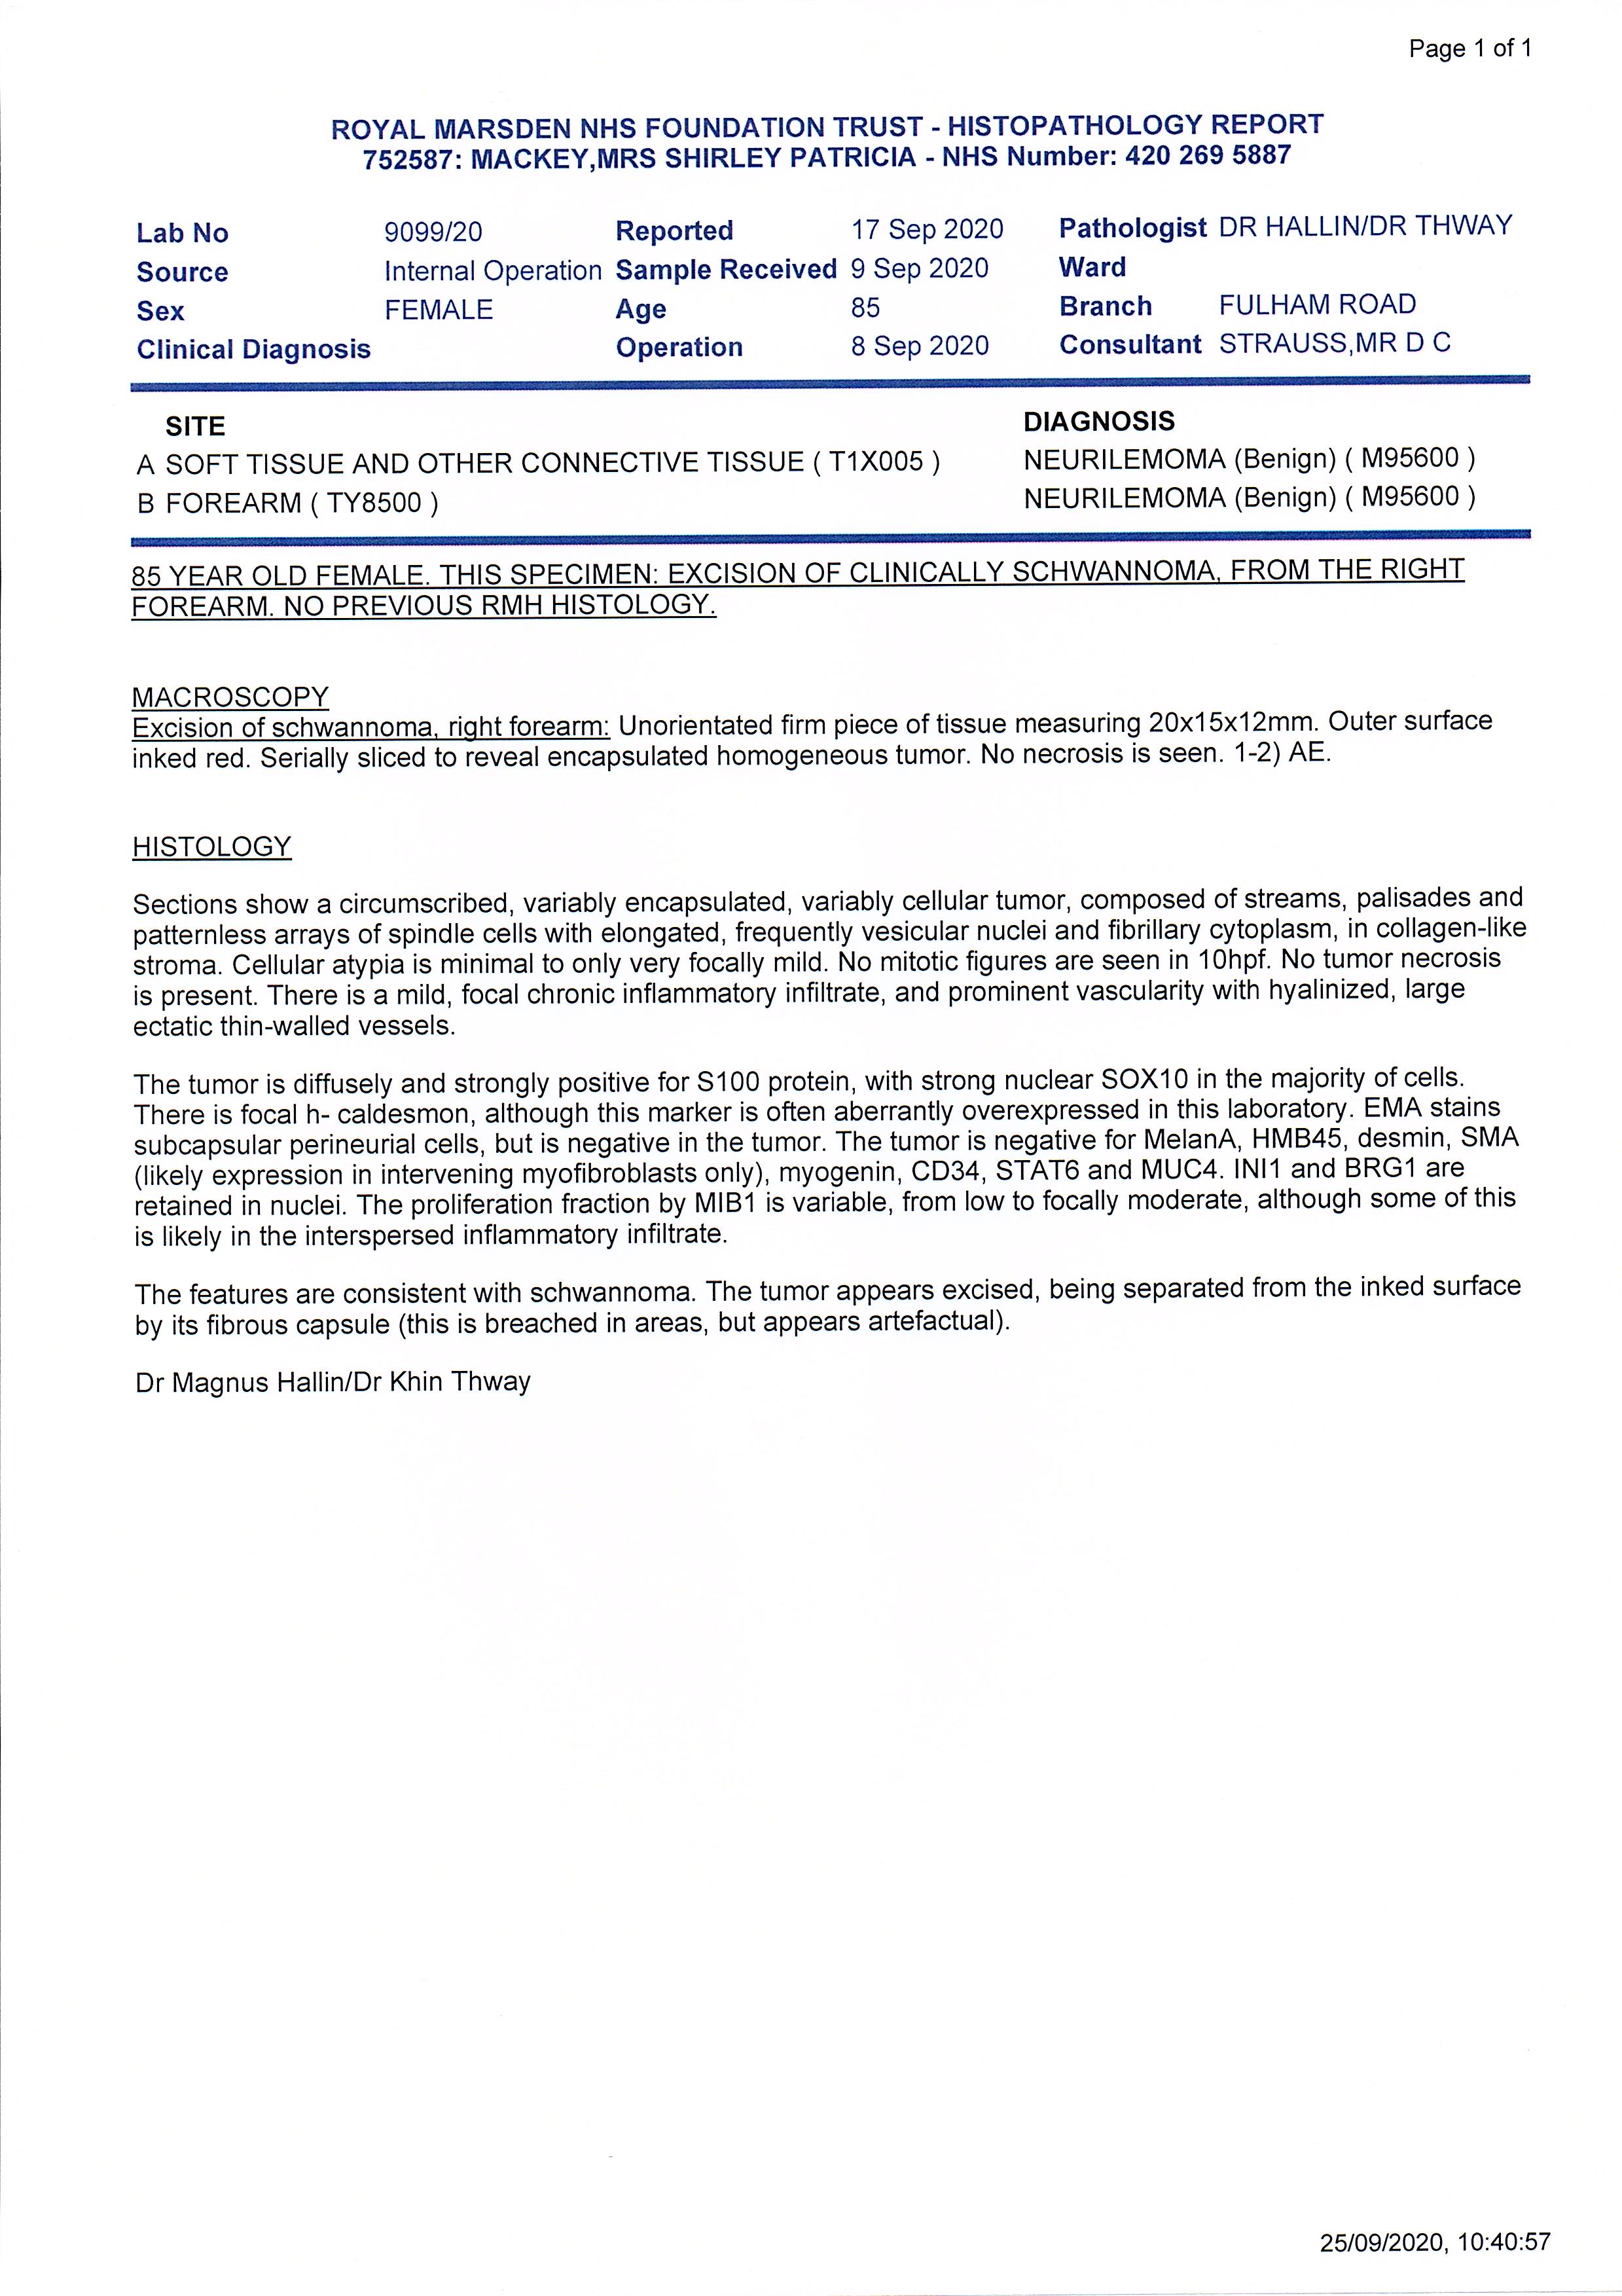 Page 1 of 1
ROYAL MARSDEN NHS FOUNDATION TRUST - HISTOPATHOLOGY REPORT
752587: MACKEY,MRS SHIRLEY PATRICIA - NHS Number: 420 269 5887
Lab No 9099/20 Reported 17 Sep 2020 Pathologist DR HALLIN/DR THWAY
Source Internal Operation Sample Received 9 Sep 2020 Ward
Sex FEMALE Age 85 Branch FULHAM ROAD
Clinical Diagnosis Operation 8 Sep 2020 Consultant STRAUSS,MR D C
SITE DIAGNOSIS
A SOFT TISSUE AND OTHER CONNECTIVE TISSUE ( T1X005 ) NEURILEMOMA (Benign) ( M95600 )
B FOREARM ( TY8500 ) NEURILEMOMA (Benign) ( M95600 )
85 YEAR OLD FEMALE. THIS SPECIMEN: EXCISION OF CLINICALLY SCHWANNOMA, FROM THE RIGHT
FOREARM. NO PREVIOUS RMH HISTOLOGY.
MACROSCOPY
Excision of schwannoma, right forearm: Unorientated firm piece of tissue measuring 20x15x12mm. Outer surface
inked red. Serially sliced to reveal encapsulated homogeneous tumor. No necrosis is seen. 1-2) AE.
HISTOLOGY
Sections show a circumscribed, variably encapsulated, variably cellular tumor, composed of streams, palisades and
patternless arrays of spindle cells with elongated, frequently vesicular nuclei and fibrillary cytoplasm, in collagen-like
stroma. Cellular atypia is minimal to only very focally mild. No mitotic figures are seen in 10hpf. No tumor necrosis
is present. There is a mild, focal chronic inflammatory infiltrate, and prominent vascularity with hyalinized, large
ectatic thin-walled vessels.
The tumor is diffusely and strongly positive for S100 protein, with strong nuclear SOX10 in the majority of cells.
There is focal h- caldesmon, although this marker is often aberrantly overexpressed in this laboratory. EMA stains
subcapsular perineurial cells, but is negative in the tumor. The tumor is negative for MelanA, HMB45, desmin, SMA
(likely expression in intervening myofibroblasts only), myogenin, CD34, STAT6 and MUC4. INI1 and BRG1 are
retained in nuclei. The proliferation fraction by MIB1 is variable, from low to focally moderate, although some of this
is likely in the interspersed inflammatory infiltrate.
The features are consistent with schwannoma. The tumor appears excised, being separated from the inked surface
by its fibrous capsule (this is breached in areas, but appears artefactual).
Dr Magnus Hallin/Dr Khin Thway
25/09/2020, 10:40:57